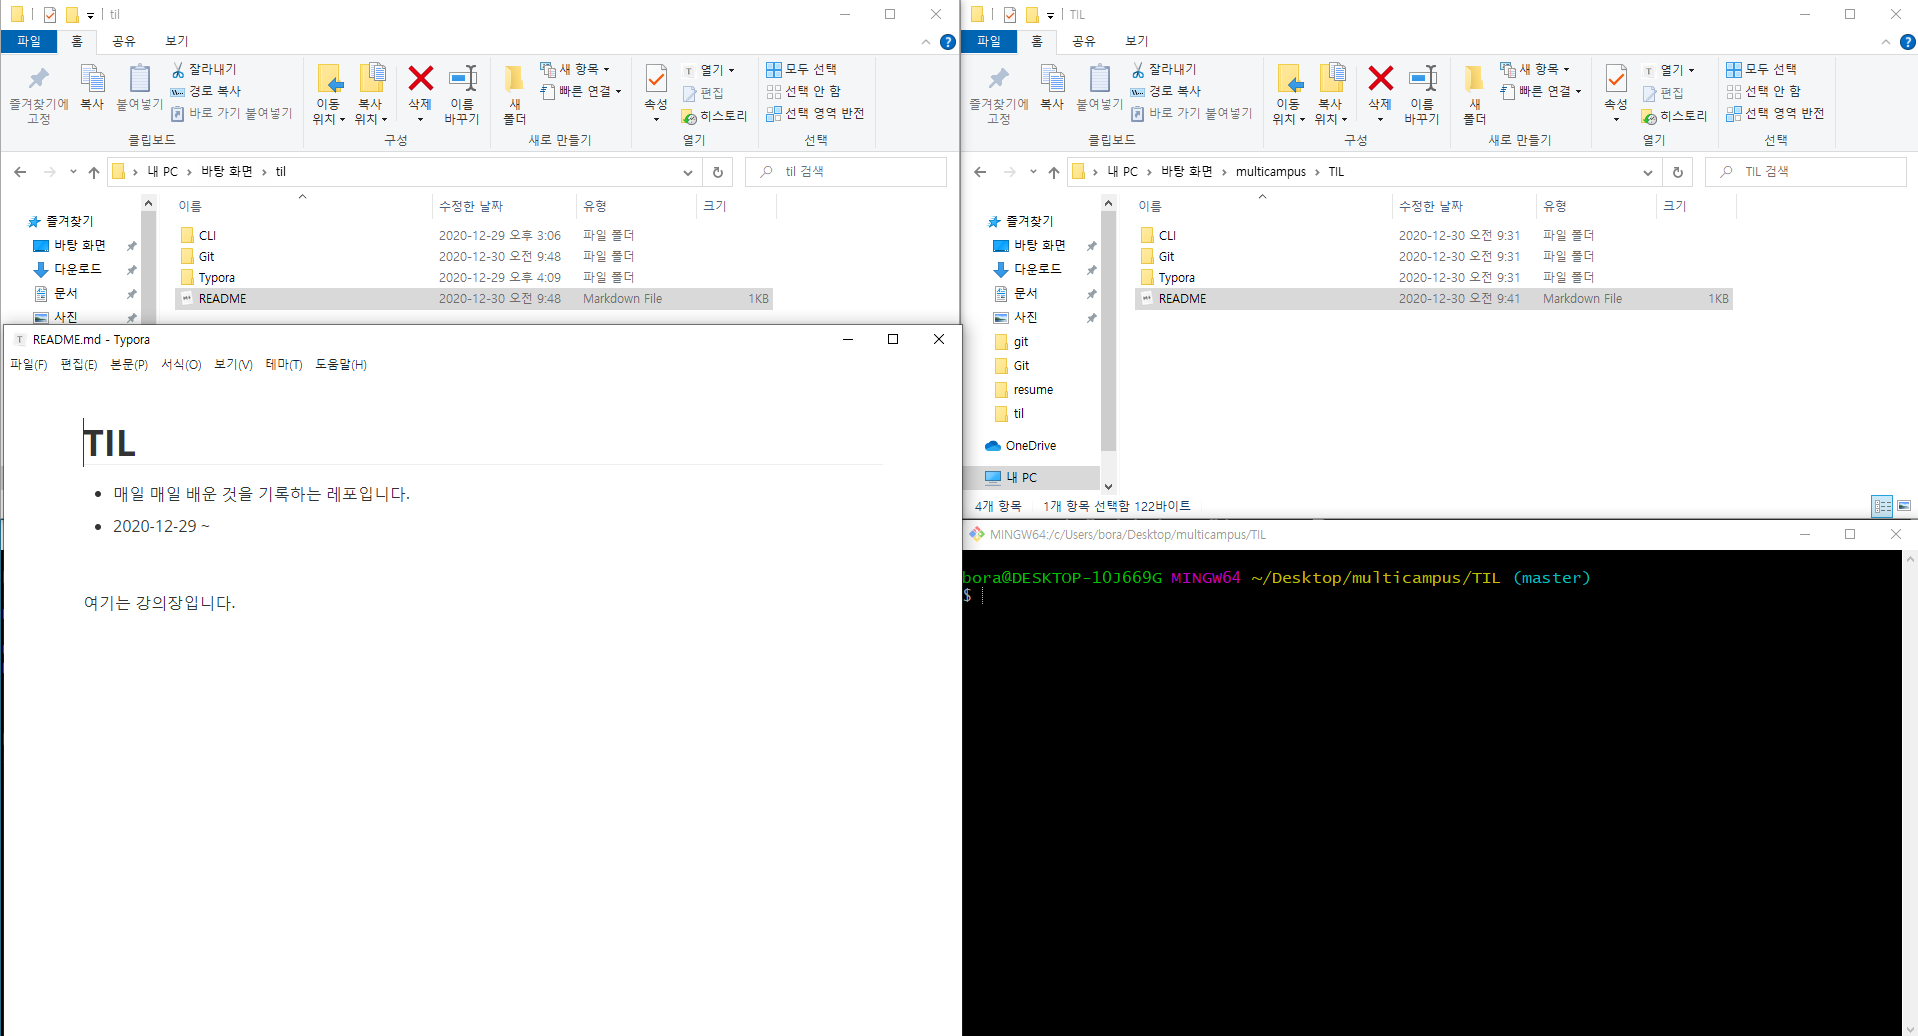 til
파일 홈 공유 보기
즐겨찾기에 고정
복사
붙여넣기
잘라내기
경로 복사
바로 가기 붙여넣기
클립보드
이동 위치
복사 위치
삭제
이름 바꾸기
구성
새 폴더
새 항목
빠른 연결
새로 만들기
속성
열기
편집
히스토리
열기
모두 선택
선택 안 함
선택 영역 반전
선택
내 PC > 바탕 화면 > til
til 검색
이름 수정한 날짜 유형 크기
즐겨찾기
바탕 화면
다운로드
문서
사진
CLI 2020-12-29 오후 3:06 파일 폴더
Git 2020-12-30 오전 9:48 파일 폴더
Typora 2020-12-29 오후 4:09 파일 폴더
README 2020-12-30 오전 9:48 Markdown File 1KB
README.md - Typora
파일(F) 편집(E) 본문(P) 서식(O) 보기(V) 테마(T) 도움말(H)
TIL
매일 매일 배운 것을 기록하는 레포입니다.
2020-12-29 ~
여기는 강의장입니다.
TIL
파일 홈 공유 보기
즐겨찾기에 고정
복사
붙여넣기
잘라내기
경로 복사
바로 가기 붙여넣기
클립보드
이동 위치
복사 위치
삭제
이름 바꾸기
구성
새 폴더
새 항목
빠른 연결
새로 만들기
속성
열기
편집
히스토리
열기
모두 선택
선택 안 함
선택 영역 반전
선택
내 PC > 바탕 화면 > multicampus > TIL
TIL 검색
이름 수정한 날짜 유형 크기
즐겨찾기
바탕 화면
다운로드
문서
사진
git
Git
resume
til
OneDrive
내 PC
CLI 2020-12-30 오전 9:31 파일 폴더
Git 2020-12-30 오전 9:31 파일 폴더
Typora 2020-12-30 오전 9:31 파일 폴더
README 2020-12-30 오전 9:41 Markdown File 1KB
4개 항목 1개 항목 선택함 122바이트
MINGW64:/c/Users/bora/Desktop/multicampus/TIL
bora@DESKTOP-1OJ669G MINGW64 ~/Desktop/multicampus/TIL (master)
$